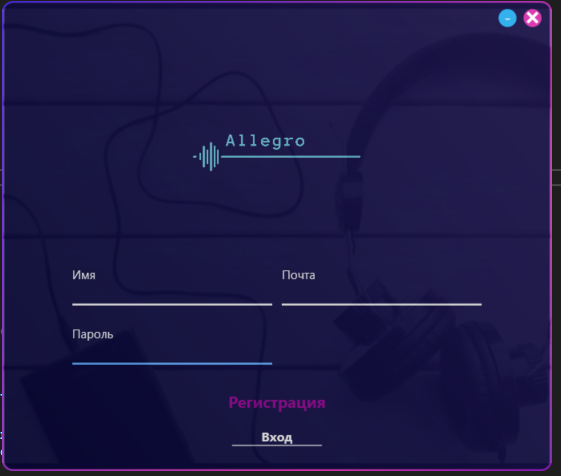 Allegro
Имя
Почта
Пароль
Регистрация
Вход